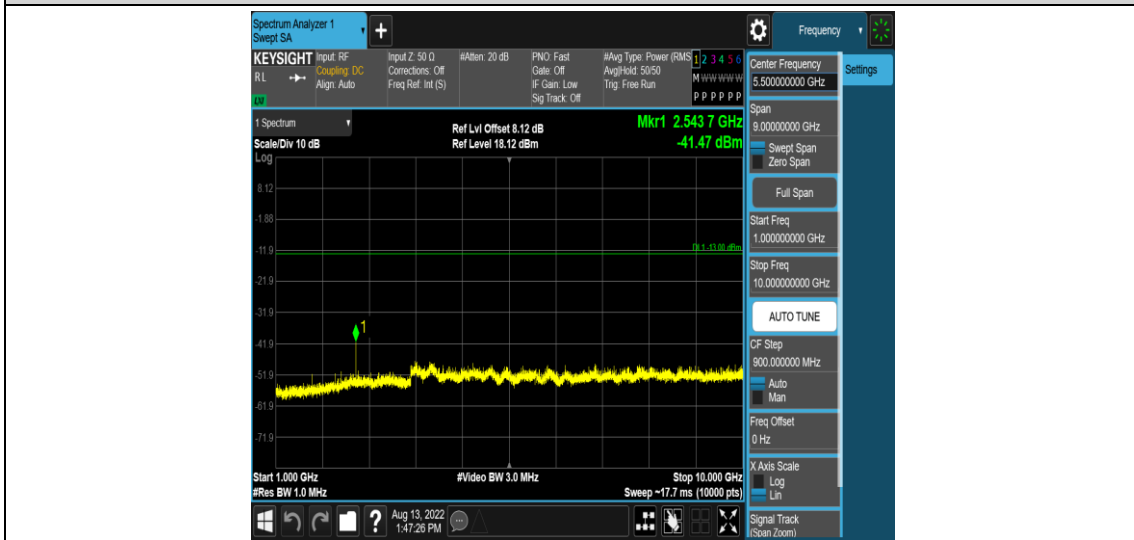 Spectrum Analyzer 1
Swept SA
+
Frequency
KEYSIGHT
RL
LXI
Input: RF
Coupling: DC
Align: Auto
Input Z: 50 Ω
Corrections: Off
Freq Ref: Int (S)
#Atten: 20 dB
PNO: Fast
Gate: Off
IF Gain: Low
Sig Track: Off
#Avg Type: Power (RMS
Avg|Hold: 50/50
Trig: Free Run
1 2 3 4 5 6
M W W W W W
P P P P P P
1 Spectrum
Scale/Div 10 dB
Log
Ref Lvl Offset 8.12 dB
Ref Level 18.12 dBm
Mkr1 2.543 7 GHz
-41.47 dBm
8.12
-1.88
-11.9
-21.9
-31.9
-41.9
-51.9
-61.9
-71.9
DL1 -13.00 dBm
1
Start 1.000 GHz
#Res BW 1.0 MHz
#Video BW 3.0 MHz
Stop 10.000 GHz
Sweep ~17.7 ms (10000 pts)
Center Frequency
5.500000000 GHz
Settings
Span
9.00000000 GHz
Swept Span
Zero Span
Full Span
Start Freq
1.000000000 GHz
Stop Freq
10.000000000 GHz
AUTO TUNE
CF Step
900.000000 MHz
Auto
Man
Freq Offset
0 Hz
X Axis Scale
Log
Lin
Signal Track
(Span Zoom)
?
Aug 13, 2022
1:47:26 PM